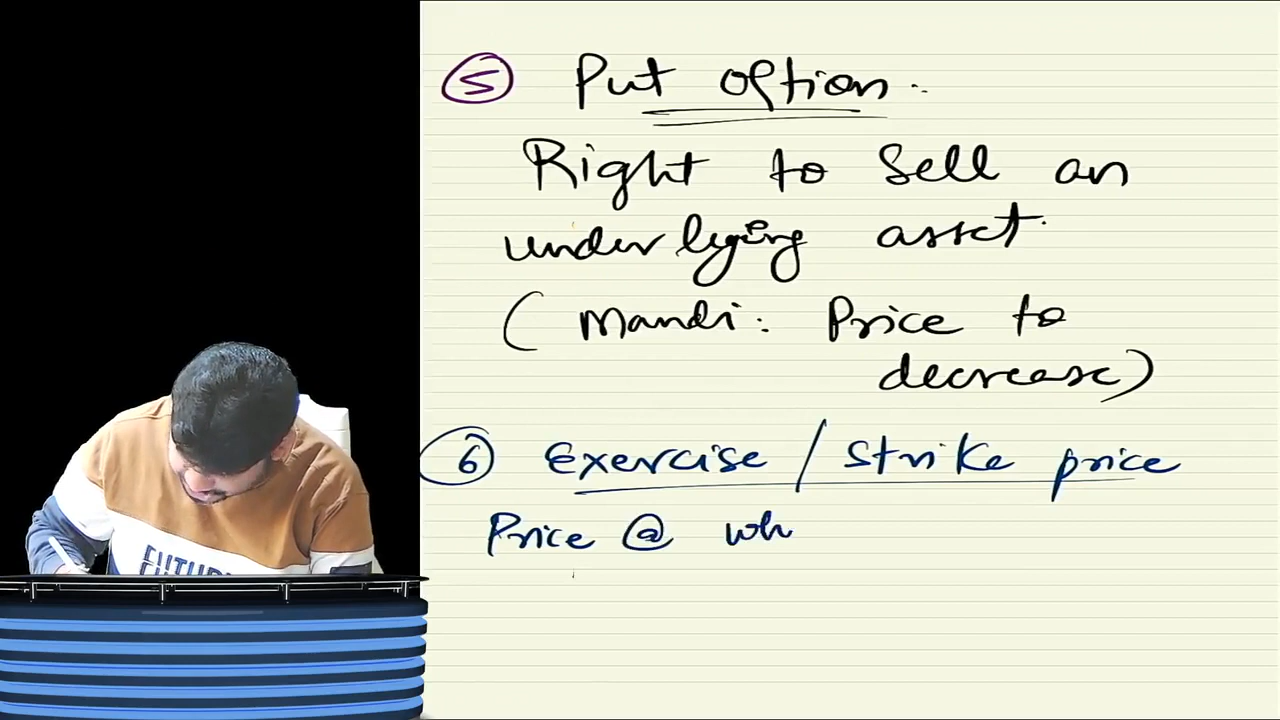 5 Put option..
Right to Sell an
underlying asset.
(Mandi: Price to
decrease)
6 Exercise / Strike price
Price @ wh
FUTURE